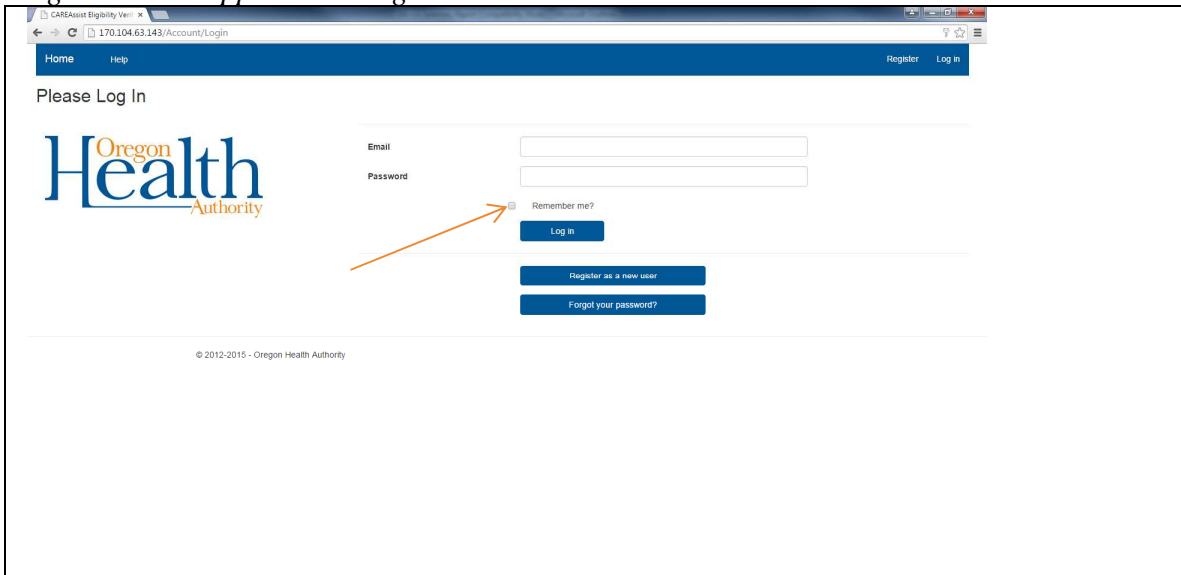 CAREAssist Eligibility Veri
170.104.63.143/Account/Login
Home Help Register Log in
Please Log In
Oregon
Health
Authority
Email
Password
Remember me?
Log in
Register as a new user
Forgot your password?
© 2012-2015 - Oregon Health Authority